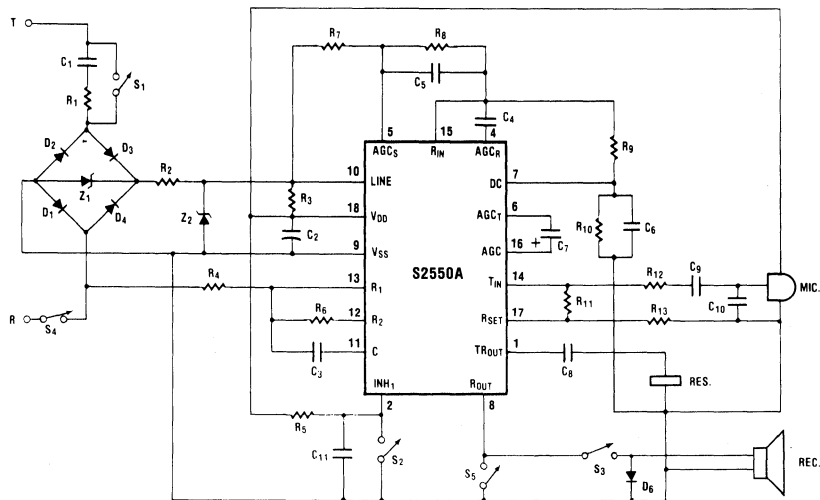 T
C1
S1
R1
D2
D3
-
Z1
D1
D4
R2
Z2
R3
C2
R4
R6
C3
R S4
R7
R8
C5
C4
5
15
4
AGCS
RIN
AGCR
10 LINE
18 VDD
9 VSS
13 R1
12 R2
11 C
INH1
2
S2550A
7 DC
6 AGCT
16 AGC
14 TIN
17 RSET
1 TROUT
ROUT
8
R9
R10
C6
+ C7
R12
C9
R11
R13
C10
MIC.
C8
RES.
R5
C11
S2
S5
S3
D6
REC.